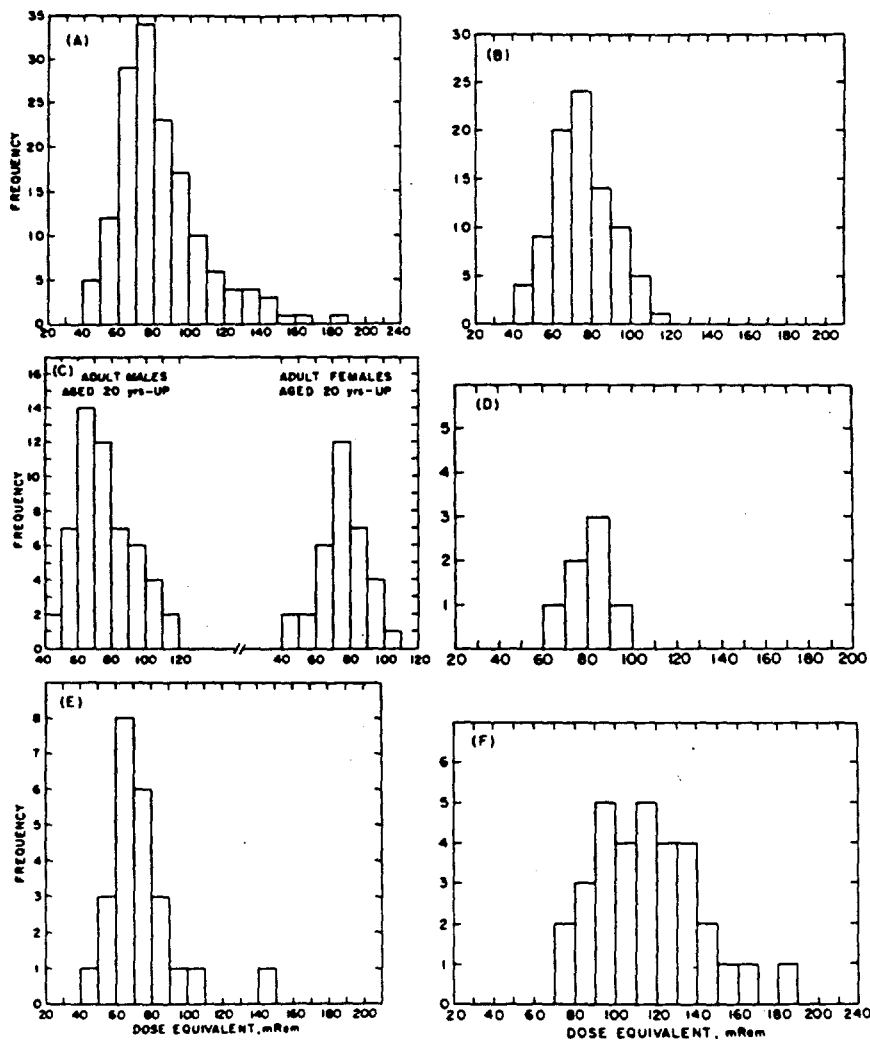 (A)
35
30
25
20
15
10
5
0
FREQUENCY
20 40 60 80 100 120 140 160 180 200 240
(B)
30
25
20
15
10
5
0
20 40 60 80 100 120 140 160 180 200
(C)
ADULT MALES
AGED 20 yrs-UP
ADULT FEMALES
AGED 20 yrs-UP
16
14
12
10
8
6
4
2
0
FREQUENCY
40 60 80 100 120 40 60 80 100 120
(D)
5
4
3
2
1
20 40 60 80 100 120 140 160 180 200
(E)
8
7
6
5
4
3
2
1
0
FREQUENCY
20 40 60 80 100 120 140 160 180 200
DOSE EQUIVALENT, mRem
(F)
6
5
4
3
2
1
0
20 40 60 80 100 120 140 160 180 200 240
DOSE EQUIVALENT, mRem